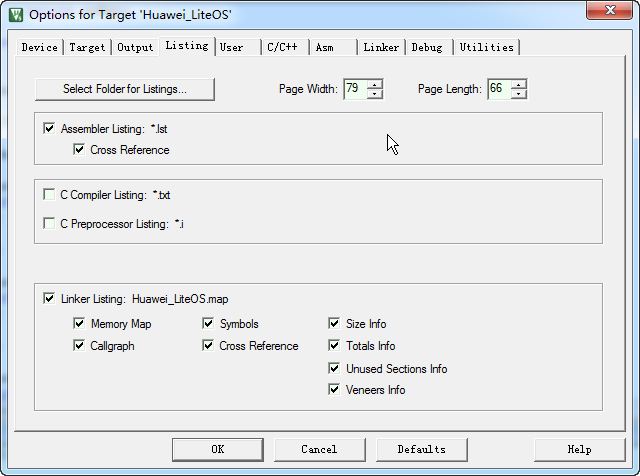 Options for Target 'Huawei_LiteOS'
Device Target Output Listing User C/C++ Asm Linker Debug Utilities
Select Folder for Listings... Page Width: 79 Page Length: 66
Assembler Listing: *.lst
Cross Reference
C Compiler Listing: *.txt
C Preprocessor Listing: *.i
Linker Listing: Huawei_LiteOS.map
Memory Map Symbols Size Info
Callgraph Cross Reference Totals Info
Unused Sections Info
Veneers Info
OK Cancel Defaults Help